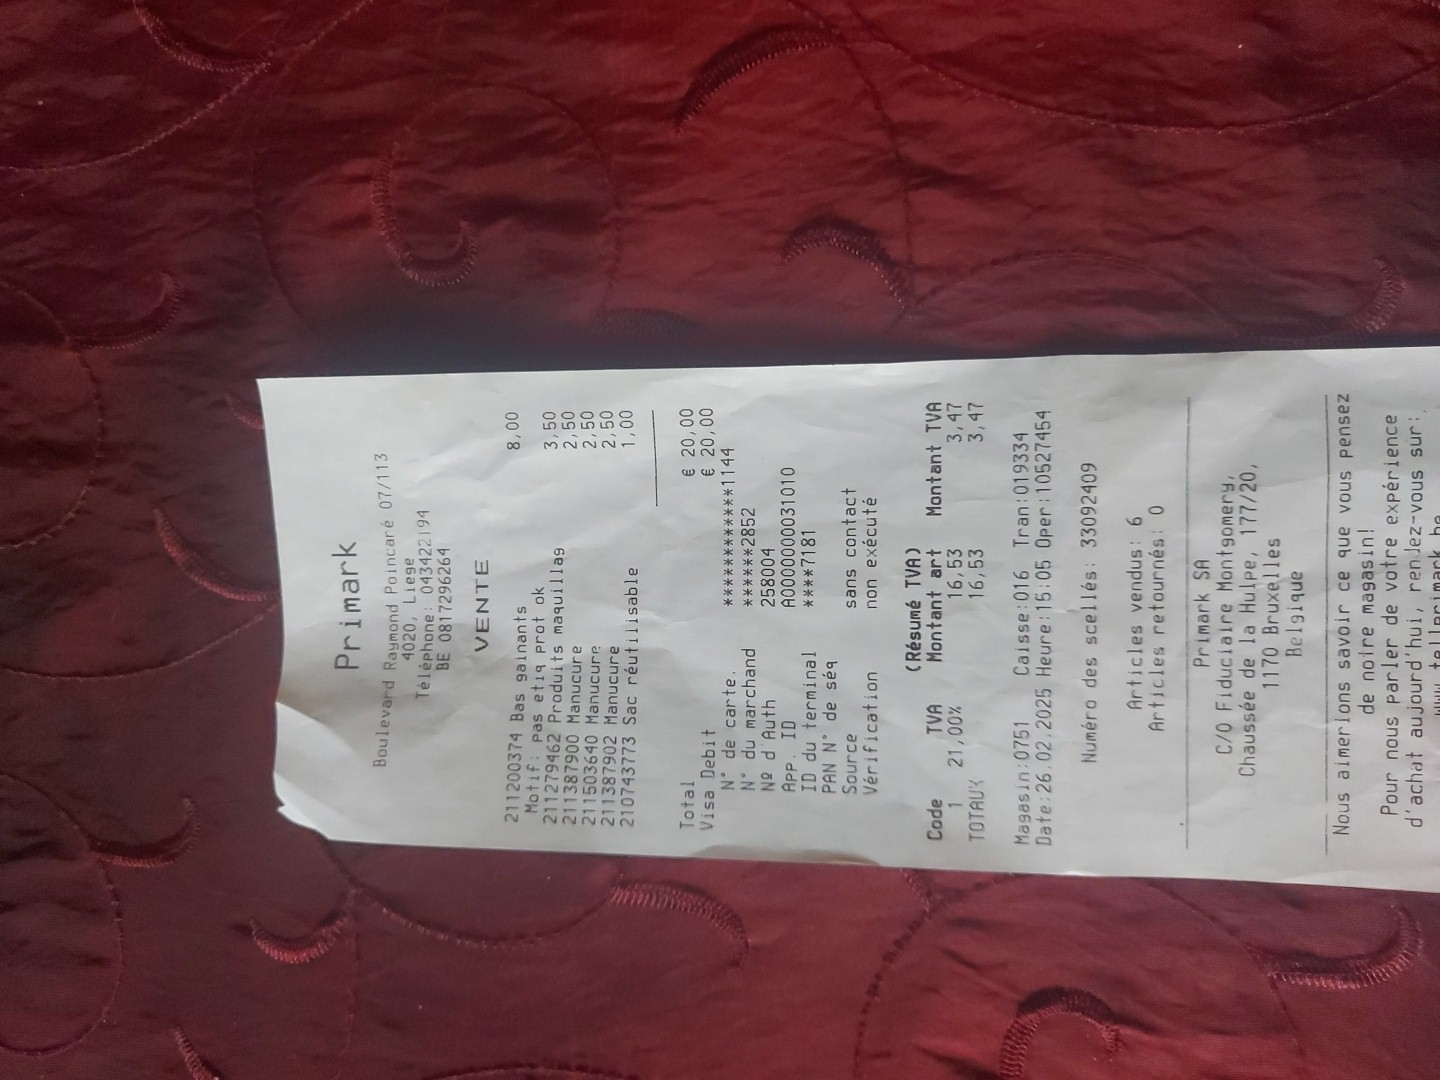 Primark
Boulevard Raymond Poincaré 07/113
4020, Liege
Téléphone: 043422194
BE 0817296264
VENTE
211200374 Bas gainants 8,00
Motif: pas etiq prot ok
211279462 Produits maquillag 3,50
211387900 Manucure 2,50
211503640 Manucure 2,50
211387902 Manucure 2,50
210743773 Sac réutilisable 1,00
Total € 20,00
Visa Debit € 20,00
N° de carte. ************1144
N° du marchand ******2852
Nº d'Auth 258004
APP. ID A0000000031010
ID du terminal ****7181
PAN N° de séq
Source sans contact
Vérification non exécuté
(Résumé TVA)
Code TVA Montant art Montant TVA
1 21,00% 16,53 3,47
TOTAUX 16,53 3,47
Magasin:0751 Caisse:016 Tran:019334
Date:26.02.2025 Heure:15:05 Oper:10527454
Numéro des scellés: 33092409
Articles vendus: 6
Articles retournés: 0
Primark SA
C/O Fiduciaire Montgomery,
Chaussée de la Hulpe, 177/20,
1170 Bruxelles
Belgique
Nous aimerions savoir ce que vous pensez
de notre magasin!
Pour nous parler de votre expérience
d'achat aujourd'hui, rendez-vous sur: